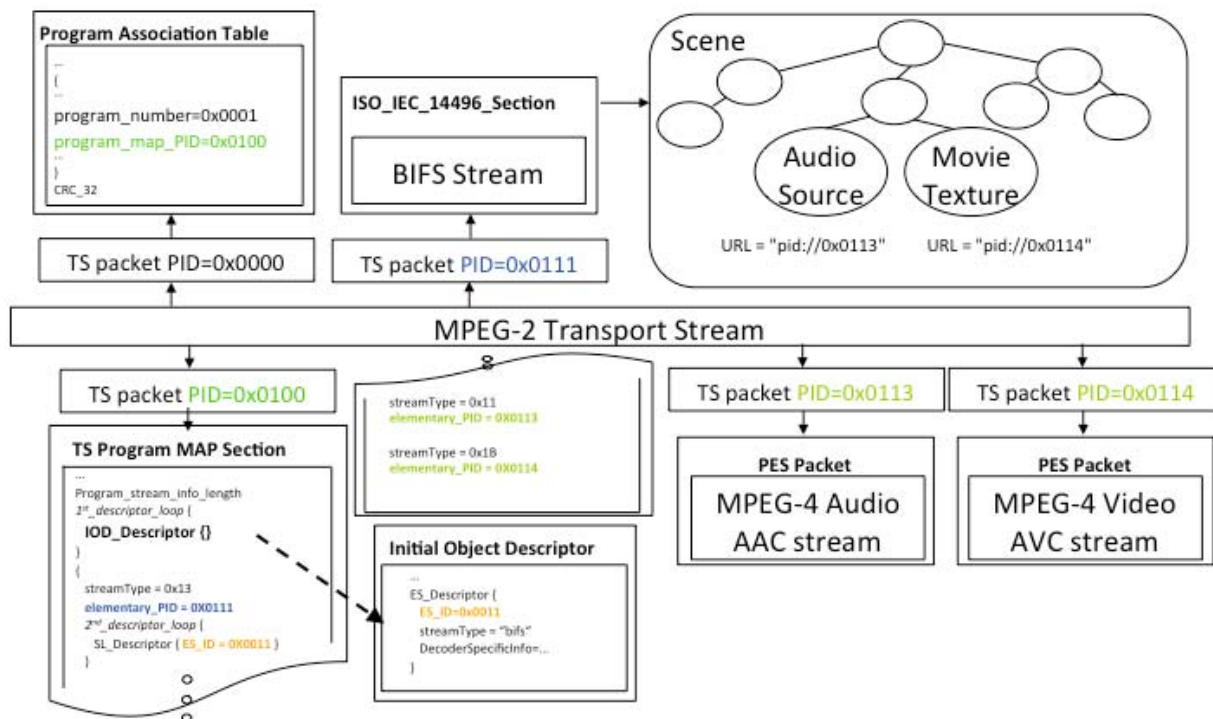 Program Association Table
...
{
...
program_number=0x0001
program_map_PID=0x0100
...
}
CRC_32
TS packet PID=0x0000
ISO_IEC_14496_Section
BIFS Stream
TS packet PID=0x0111
Scene
Audio
Source
Movie
Texture
URL = "pid://0x0113"
URL = "pid://0x0114"
MPEG-2 Transport Stream
TS packet PID=0x0100
TS Program MAP Section
...
Program_stream_info_length
1st_descriptor_loop {
IOD_Descriptor {}
}
{
streamType = 0x13
elementary_PID = 0X0111
2nd_descriptor_loop {
SL_Descriptor { ES_ID = 0X0011 }
}
streamType = 0x11
elementary_PID = 0X0113
streamType = 0x1B
elementary_PID = 0X0114
Initial Object Descriptor
...
ES_Descriptor {
ES_ID=0x0011
streamType = "bifs"
DecoderSpecificInfo=...
}
TS packet PID=0x0113
PES Packet
MPEG-4 Audio
AAC stream
TS packet PID=0x0114
PES Packet
MPEG-4 Video
AVC stream